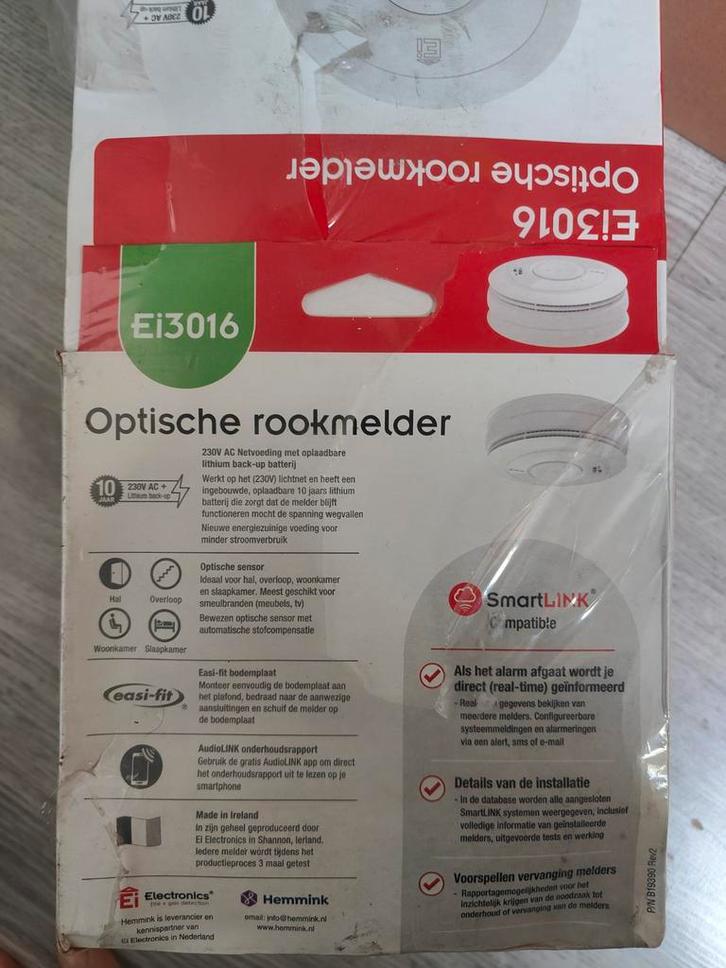 10
JAAR
230V AC +
Lithium back-up
Ei
Optische rookmelder
Ei3016
Ei3016
Optische rookmelder
230V AC Netvoeding met oplaadbare
lithium back-up batterij
10
JAAR
230V AC +
Lithium back-up
Werkt op het (230V) lichtnet en heeft een
ingebouwde, oplaadbare 10 jaars lithium
batterij die zorgt dat de melder blijft
functioneren mocht de spanning wegvallen
Nieuwe energiezuinige voeding voor
minder stroomverbruik
Hal
Overloop
Woonkamer
Slaapkamer
Optische sensor
Ideaal voor hal, overloop, woonkamer
en slaapkamer. Meest geschikt voor
smeulbranden (meubels, tv)
Bewezen optische sensor met
automatische stofcompensatie
easi-fit®
Easi-fit bodemplaat
Monteer eenvoudig de bodemplaat aan
het plafond, bedraad naar de aanwezige
aansluitingen en schuif de melder op
de bodemplaat
AudioLINK onderhoudsrapport
Gebruik de gratis AudioLINK app om direct
het onderhoudsrapport uit te lezen op je
smartphone
Made in Ireland
In zijn geheel geproduceerd door
Ei Electronics in Shannon, Ierland.
Iedere melder wordt tijdens het
productieproces 3 maal getest
Ei Electronics®
fire + gas detection
Hemmink is leverancier en
kennispartner van
Ei Electronics in Nederland
Hemmink
email: info@hemmink.nl
www.hemmink.nl
SmartLINK®
C mpatible
Als het alarm afgaat wordt je
direct (real-time) geïnformeerd
- Real gegevens bekijken van
meerdere melders. Configureerbare
systeemmeldingen en alarmeringen
via een alert, sms of e-mail
Details van de installatie
- In de database worden alle aangesloten
SmartLINK systemen weergegeven, inclusief
volledige informatie van geïnstalleerde
melders, uitgevoerde tests en werking
Voorspellen vervanging melders
- Rapportagemogelijkheden voor het
inzichtelijk krijgen van de noodzaak tot
onderhoud of vervanging van de melders
P/N B19390 Rev2